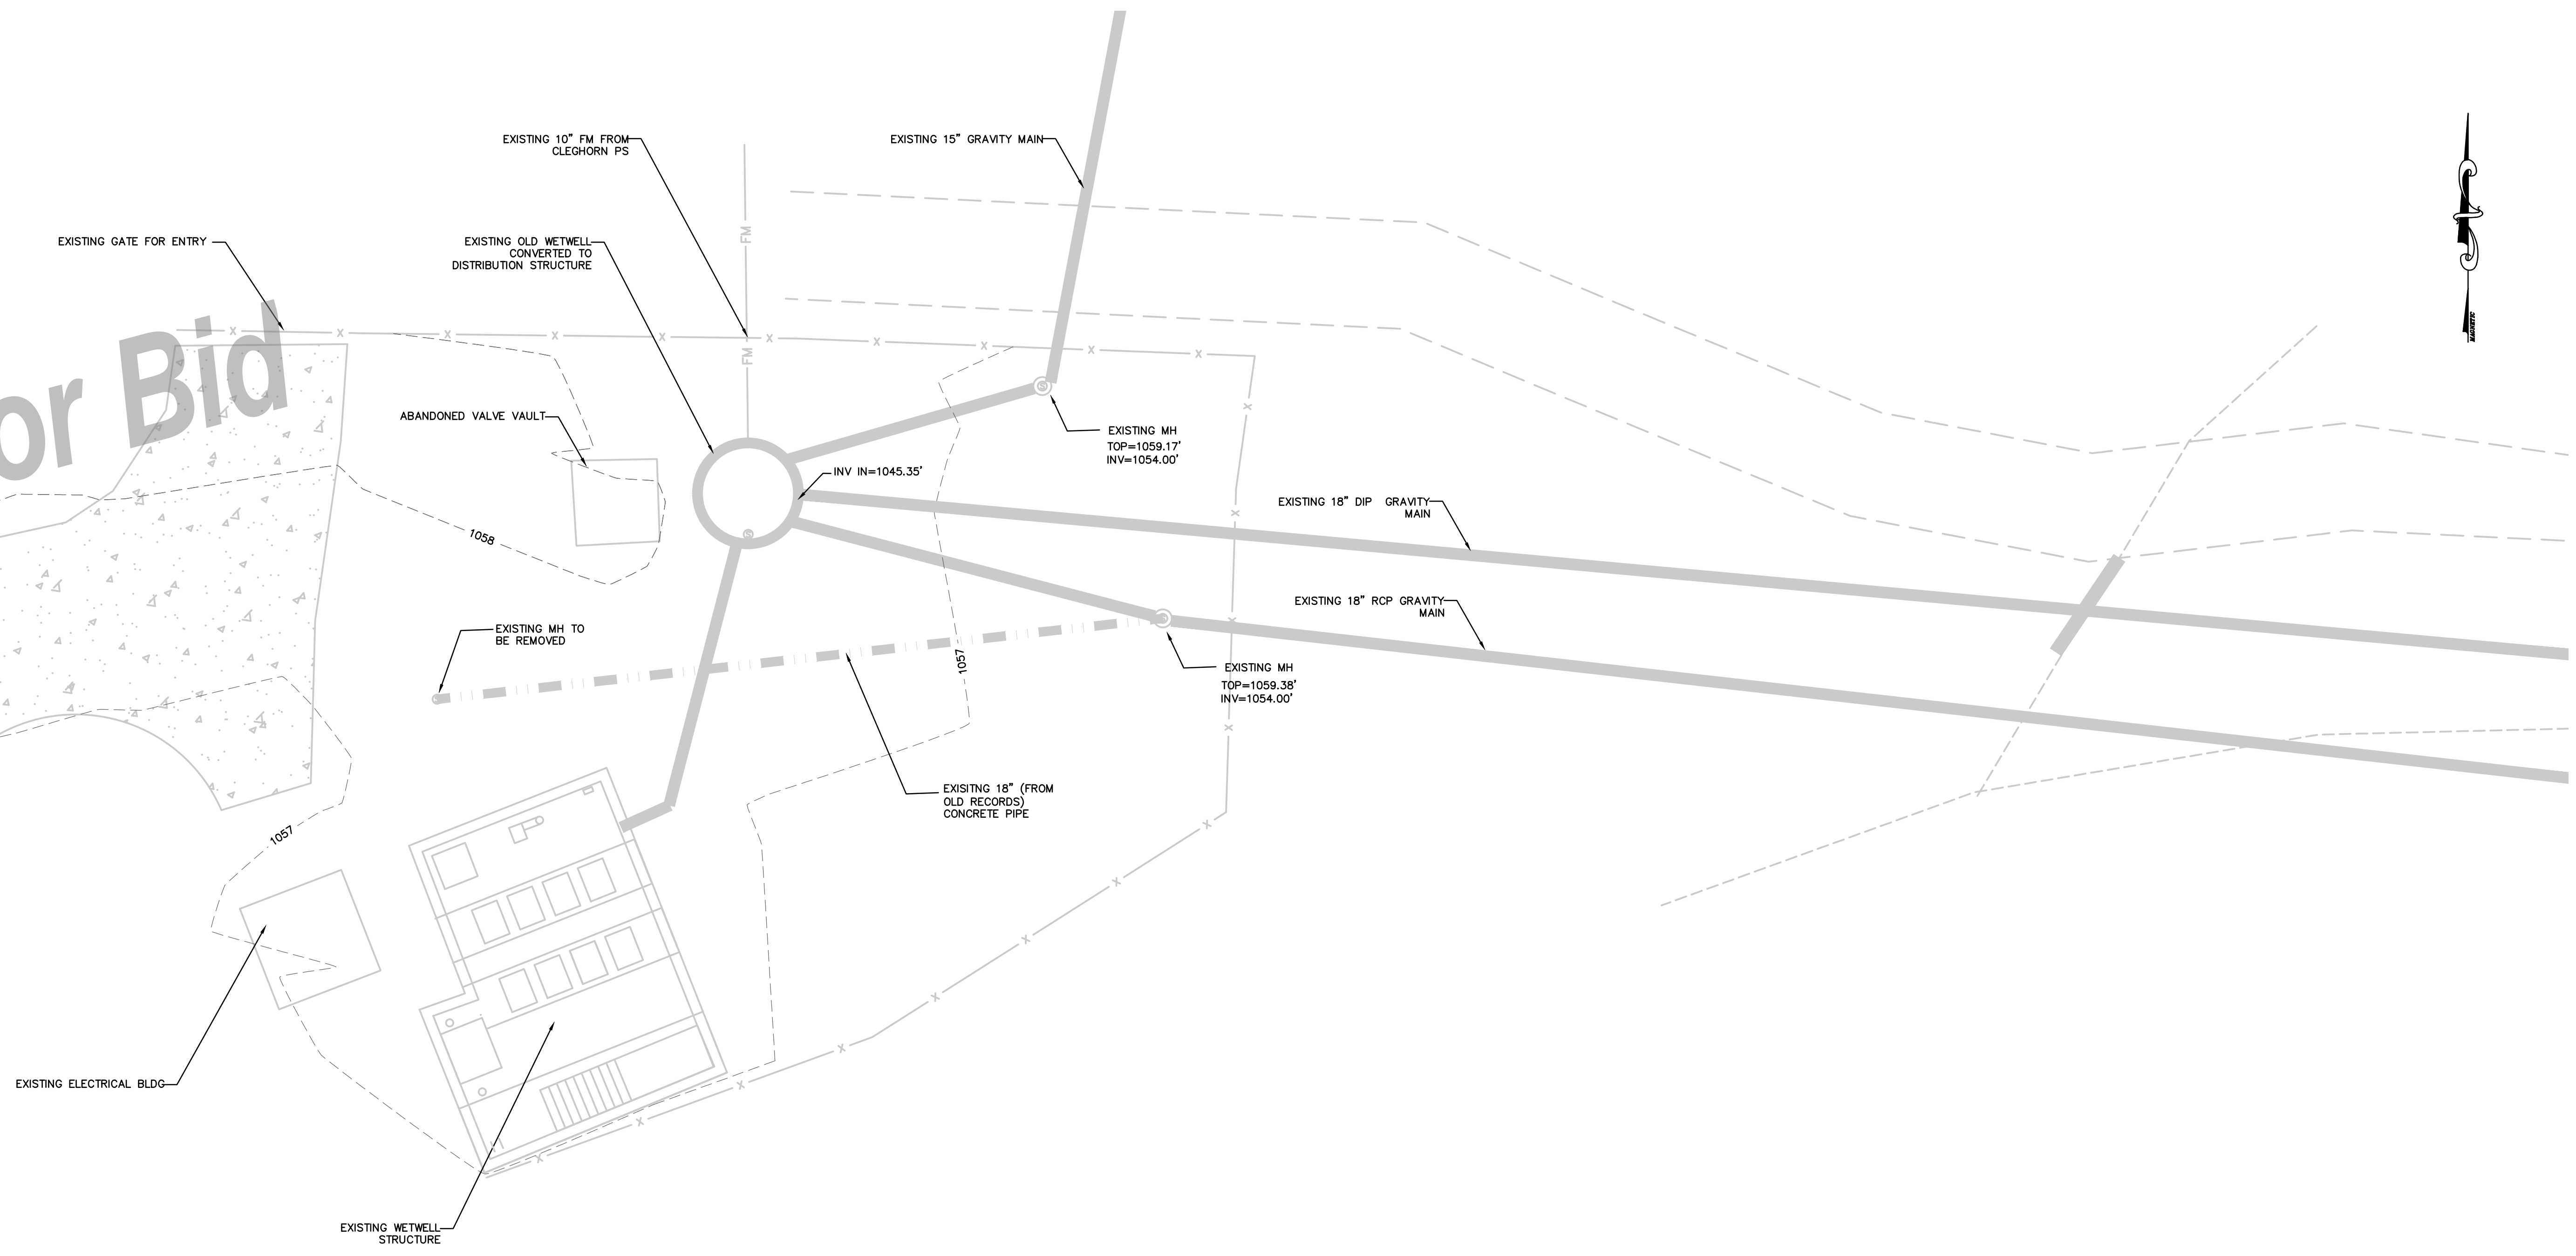 EXISTING 10" FM FROM
CLEGHORN PS
EXISTING 15" GRAVITY MAIN
EXISTING GATE FOR ENTRY
EXISTING OLD WETWELL
CONVERTED TO
DISTRIBUTION STRUCTURE
FM
MAGNETIC
X X X X X X X X X X
FM
or Bid
S
X
ABANDONED VALVE VAULT
EXISTING MH
TOP=1059.17'
INV=1054.00'
INV IN=1045.35'
EXISTING 18" DIP GRAVITY
MAIN
X
1058
S
EXISTING 18" RCP GRAVITY
MAIN
X
EXISTING MH TO
BE REMOVED
1057
EXISTING MH
TOP=1059.38'
INV=1054.00'
X
EXISITNG 18" (FROM
OLD RECORDS)
CONCRETE PIPE
1057
X
X
X
X
X
EXISTING ELECTRICAL BLDG
X
X
X
EXISTING WETWELL
STRUCTURE